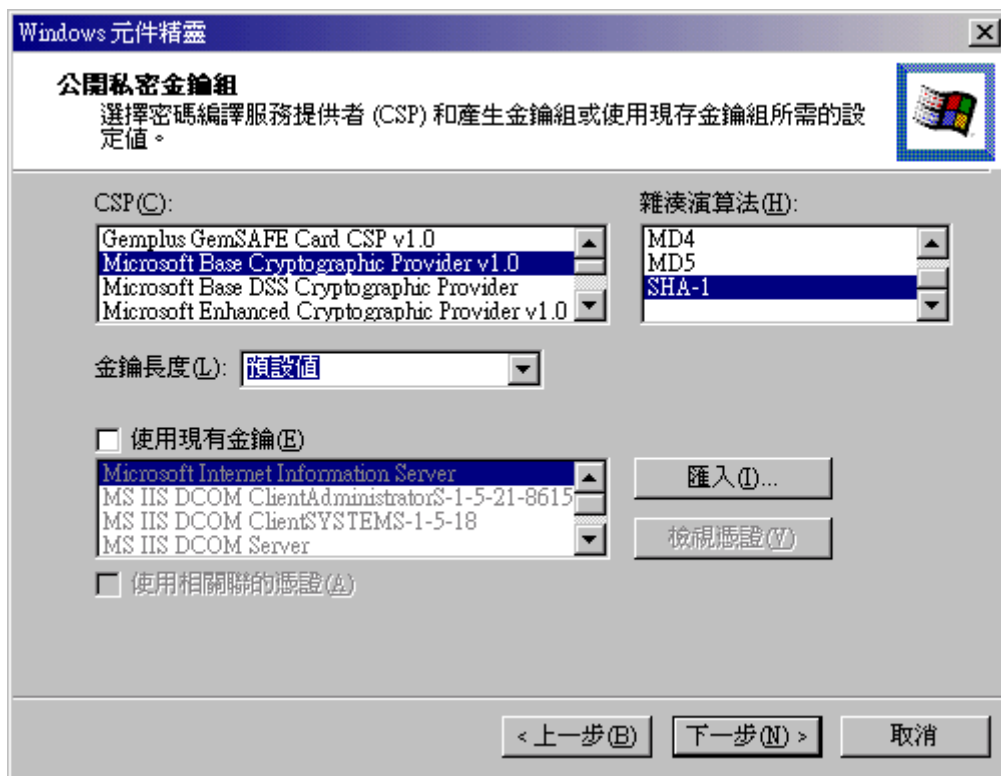 Windows 元件精靈
公開私密金鑰組
選擇密碼編譯服務提供者 (CSP) 和產生金鑰組或使用現存金鑰組所需的設
定值。
CSP(C):
雜湊演算法(H):
Gemplus GemSAFE Card CSP v1.0
Microsoft Base Cryptographic Provider v1.0
Microsoft Base DSS Cryptographic Provider
Microsoft Enhanced Cryptographic Provider v1.0
MD4
MD5
SHA-1
金鑰長度(L):
預設值
使用現有金鑰(E)
Microsoft Internet Information Server
MS IIS DCOM ClientAdministratorS-1-5-21-8615
MS IIS DCOM ClientSYSTEMS-1-5-18
MS IIS DCOM Server
匯入(I)...
檢視憑證(V)
使用相關聯的憑證(A)
< 上一步(B)
下一步(N) >
取消